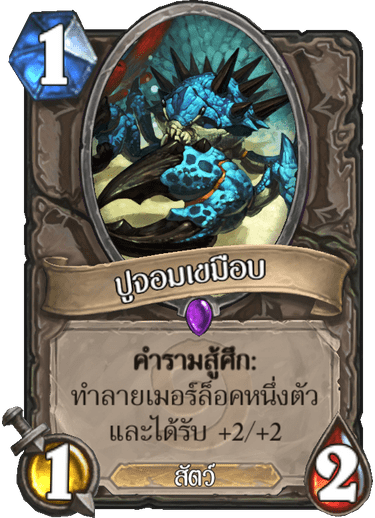 1
ปูจอมเขมือบ
คำรามสู้ศึก:
ทำลายเมอร์ล็อคหนึ่งตัว
และได้รับ +2/+2
1
สัตว์
2